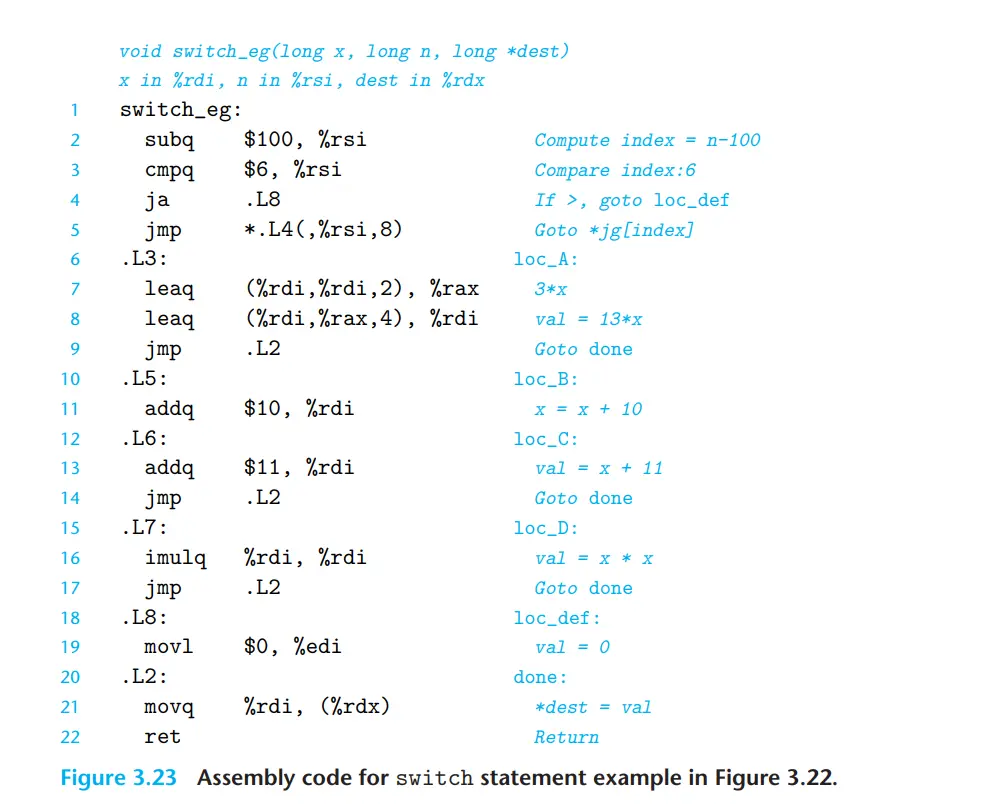 void switch_eg(long x, long n, long *dest)
x in %rdi, n in %rsi, dest in %rdx
1 switch_eg:
2 subq $100, %rsi Compute index = n-100
3 cmpq $6, %rsi Compare index:6
4 ja .L8 If >, goto loc_def
5 jmp *.L4(,%rsi,8) Goto *jg[index]
6 .L3: loc_A:
7 leaq (%rdi,%rdi,2), %rax 3*x
8 leaq (%rdi,%rax,4), %rdi val = 13*x
9 jmp .L2 Goto done
10 .L5: loc_B:
11 addq $10, %rdi x = x + 10
12 .L6: loc_C:
13 addq $11, %rdi val = x + 11
14 jmp .L2 Goto done
15 .L7: loc_D:
16 imulq %rdi, %rdi val = x * x
17 jmp .L2 Goto done
18 .L8: loc_def:
19 movl $0, %edi val = 0
20 .L2: done:
21 movq %rdi, (%rdx) *dest = val
22 ret Return
Figure 3.23 Assembly code for switch statement example in Figure 3.22.